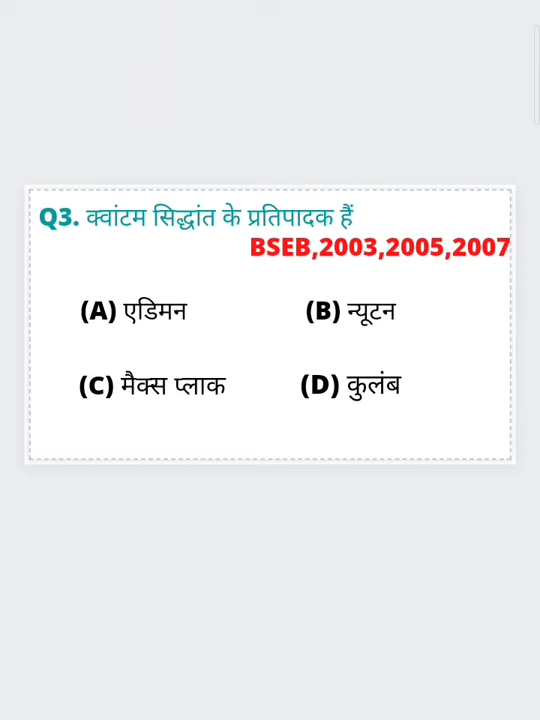 Q3. क्वांटम सिद्धांत के प्रतिपादक हैं
BSEB,2003,2005,2007
(A) एडिमन (B) न्यूटन
(C) मैक्स प्लाक (D) कुलंब